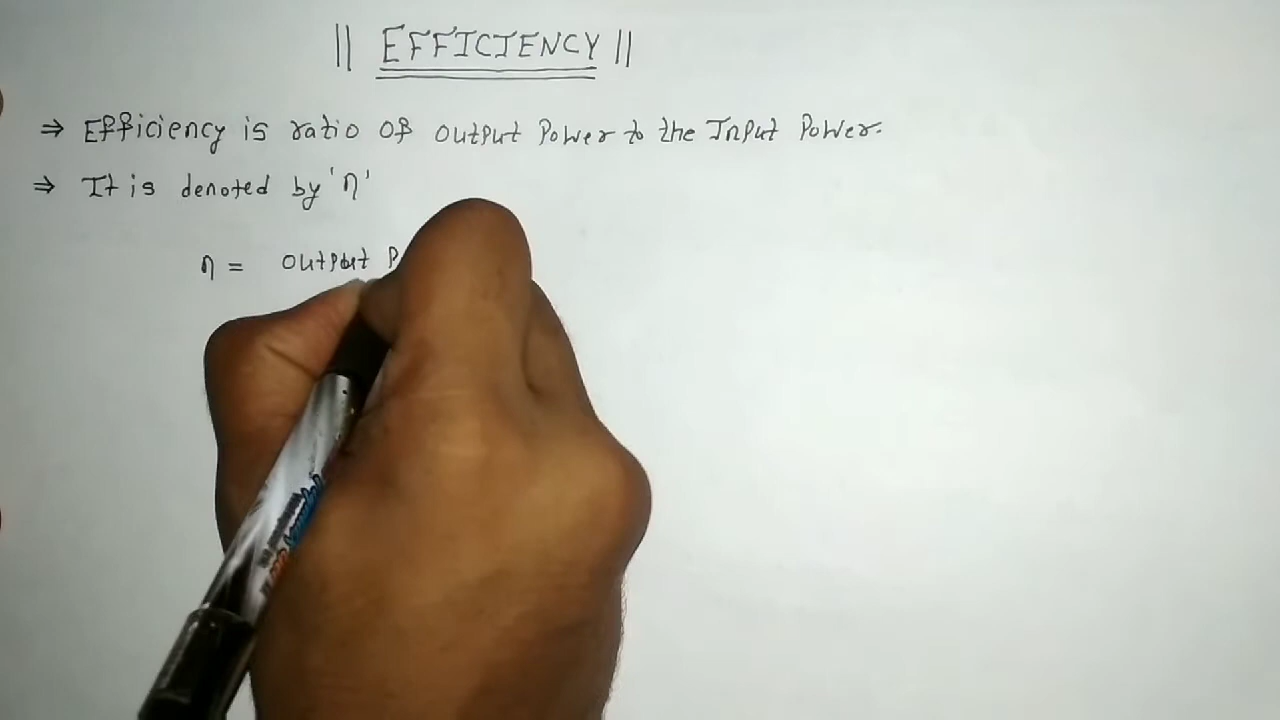 || EFFICIENCY ||
⇒ Efficiency is ratio of output Power to the Input Power.
⇒ It is denoted by 'η'
η = output P